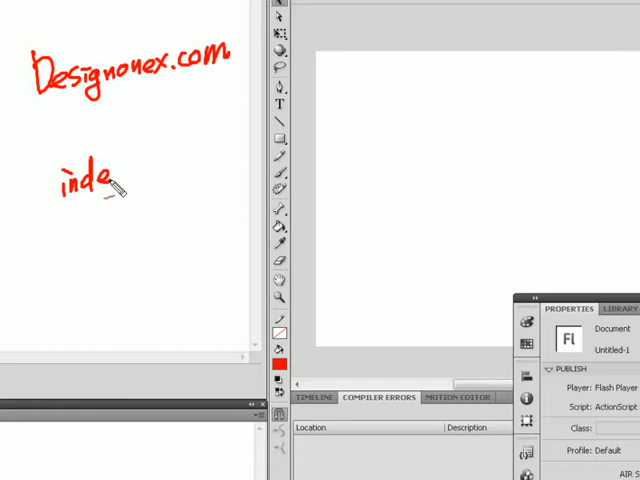 Designonex.com
inde
T
PROPERTIES LIBRARY
Fl Document
Untitled-1
PUBLISH
Player: Flash Player
Script: ActionScript
Class:
Profile: Default
AIR S
TIMELINE COMPILER ERRORS MOTION EDITOR
Location Description